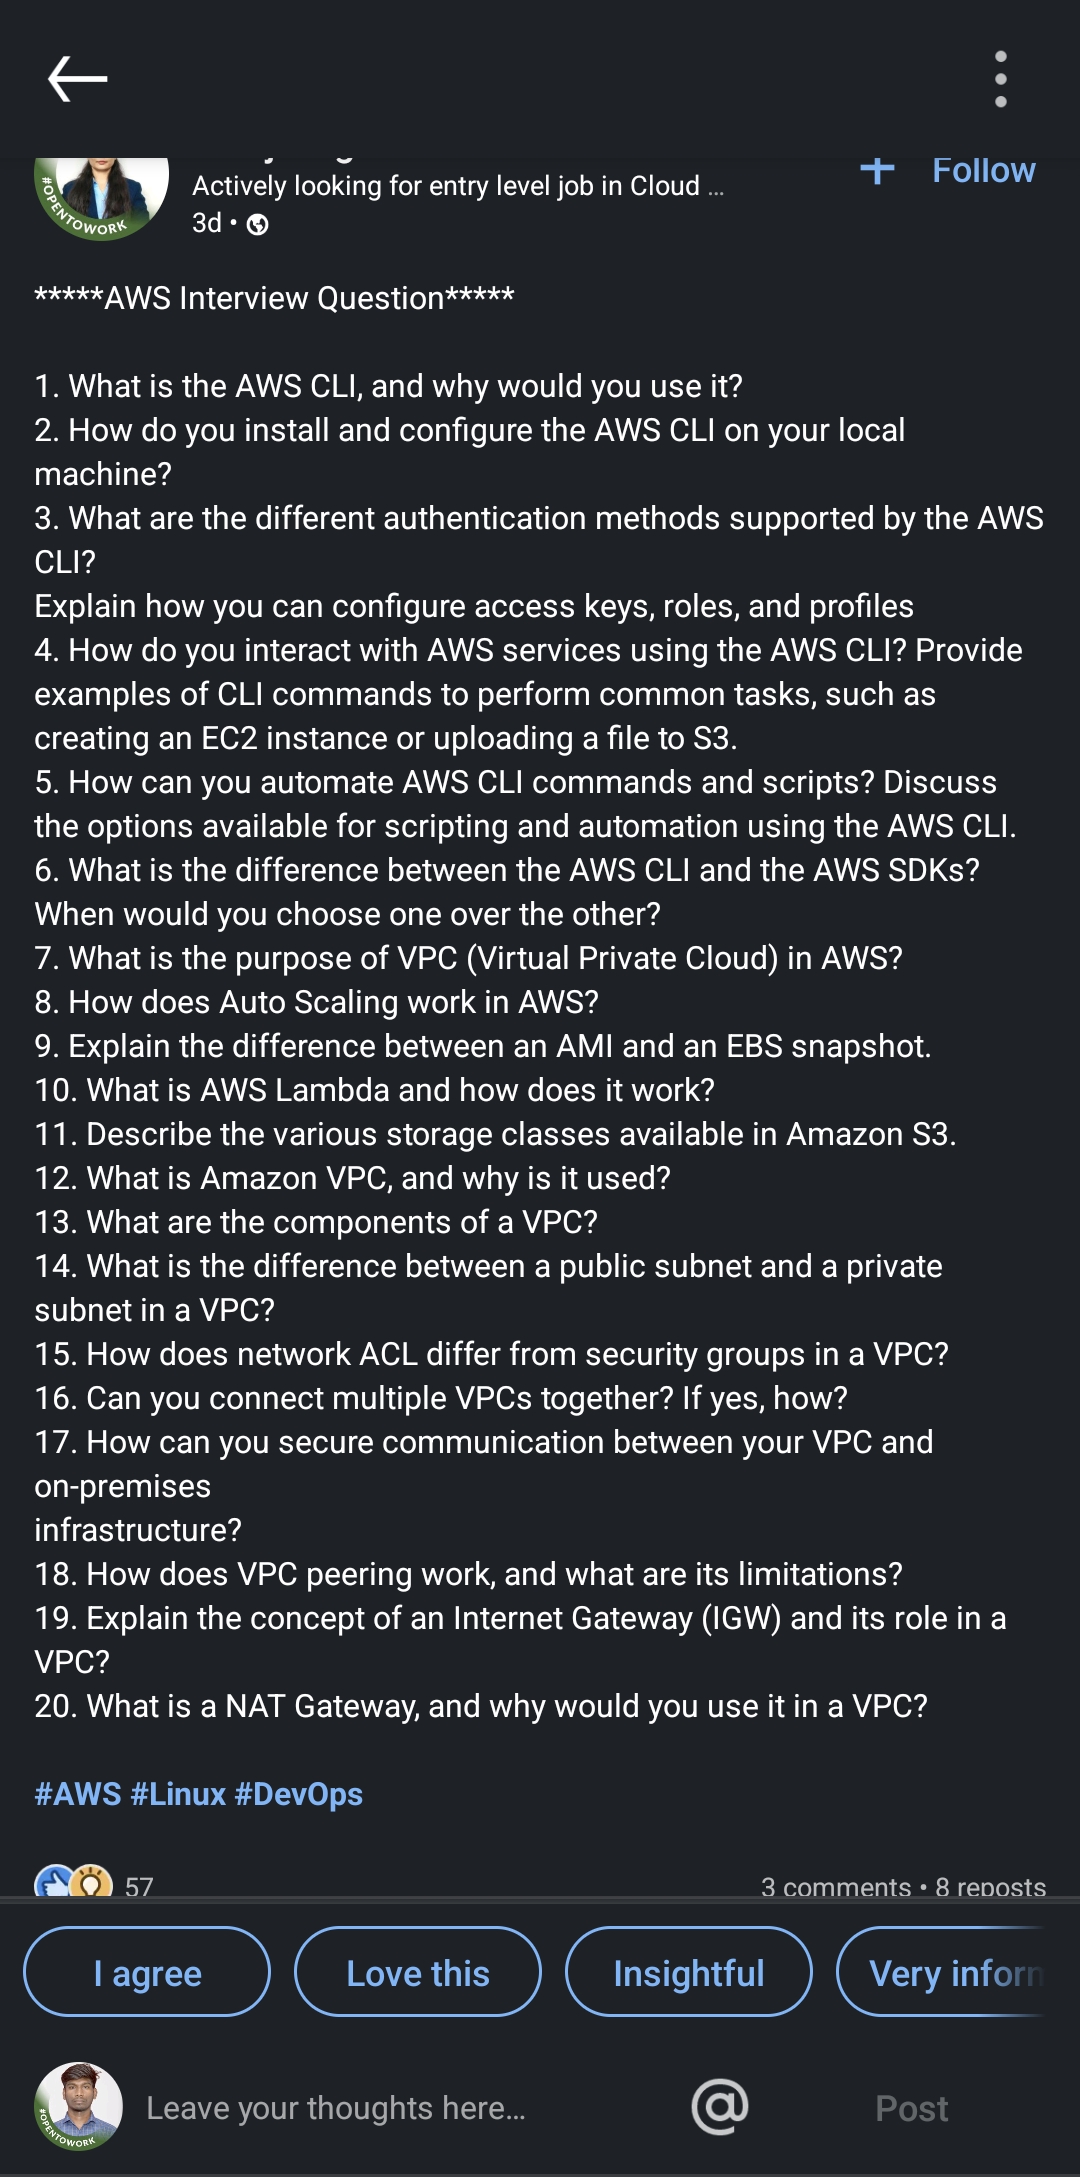 Actively looking for entry level job in Cloud ...
+ Follow
3d •
#OPENTOWORK
*****AWS Interview Question*****
1. What is the AWS CLI, and why would you use it?
2. How do you install and configure the AWS CLI on your local
machine?
3. What are the different authentication methods supported by the AWS
CLI?
Explain how you can configure access keys, roles, and profiles
4. How do you interact with AWS services using the AWS CLI? Provide
examples of CLI commands to perform common tasks, such as
creating an EC2 instance or uploading a file to S3.
5. How can you automate AWS CLI commands and scripts? Discuss
the options available for scripting and automation using the AWS CLI.
6. What is the difference between the AWS CLI and the AWS SDKs?
When would you choose one over the other?
7. What is the purpose of VPC (Virtual Private Cloud) in AWS?
8. How does Auto Scaling work in AWS?
9. Explain the difference between an AMI and an EBS snapshot.
10. What is AWS Lambda and how does it work?
11. Describe the various storage classes available in Amazon S3.
12. What is Amazon VPC, and why is it used?
13. What are the components of a VPC?
14. What is the difference between a public subnet and a private
subnet in a VPC?
15. How does network ACL differ from security groups in a VPC?
16. Can you connect multiple VPCs together? If yes, how?
17. How can you secure communication between your VPC and
on-premises
infrastructure?
18. How does VPC peering work, and what are its limitations?
19. Explain the concept of an Internet Gateway (IGW) and its role in a
VPC?
20. What is a NAT Gateway, and why would you use it in a VPC?
#AWS #Linux #DevOps
57
3 comments • 8 reposts
I agree
Love this
Insightful
Very inform
#OPENTOWORK
Leave your thoughts here...
@
Post